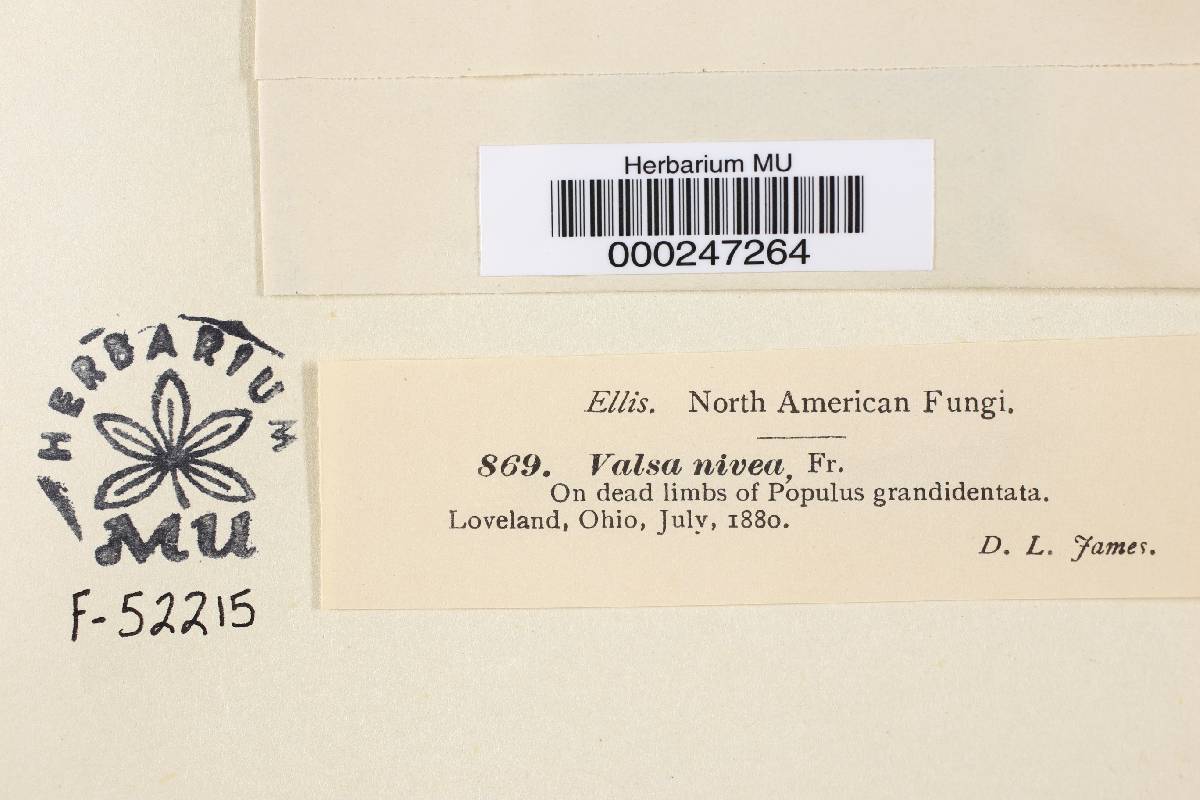 Herbarium MU
000247264
HERBARIUM
MU
F-52215
Ellis. North American Fungi.
869. Valsa nivea, Fr.
On dead limbs of Populus grandidentata.
Loveland, Ohio, July, 1880.
D. L. James.